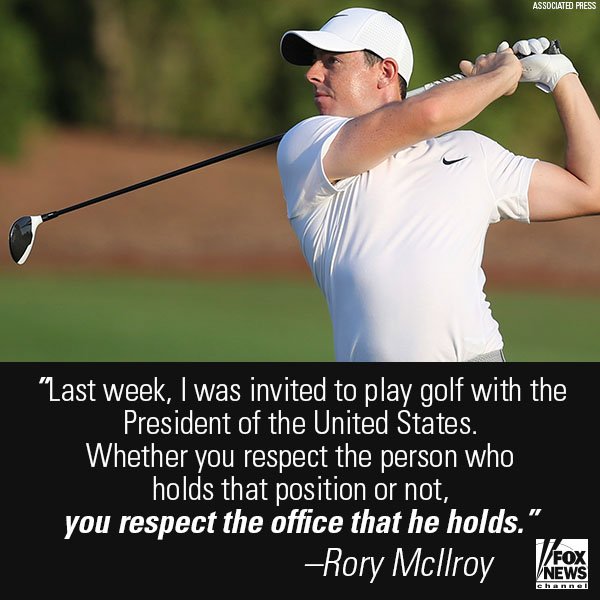 ASSOCIATED PRESS
"Last week, I was invited to play golf with the
President of the United States.
Whether you respect the person who
holds that position or not,
you respect the office that he holds."
–Rory McIlroy
FOX
NEWS
channel